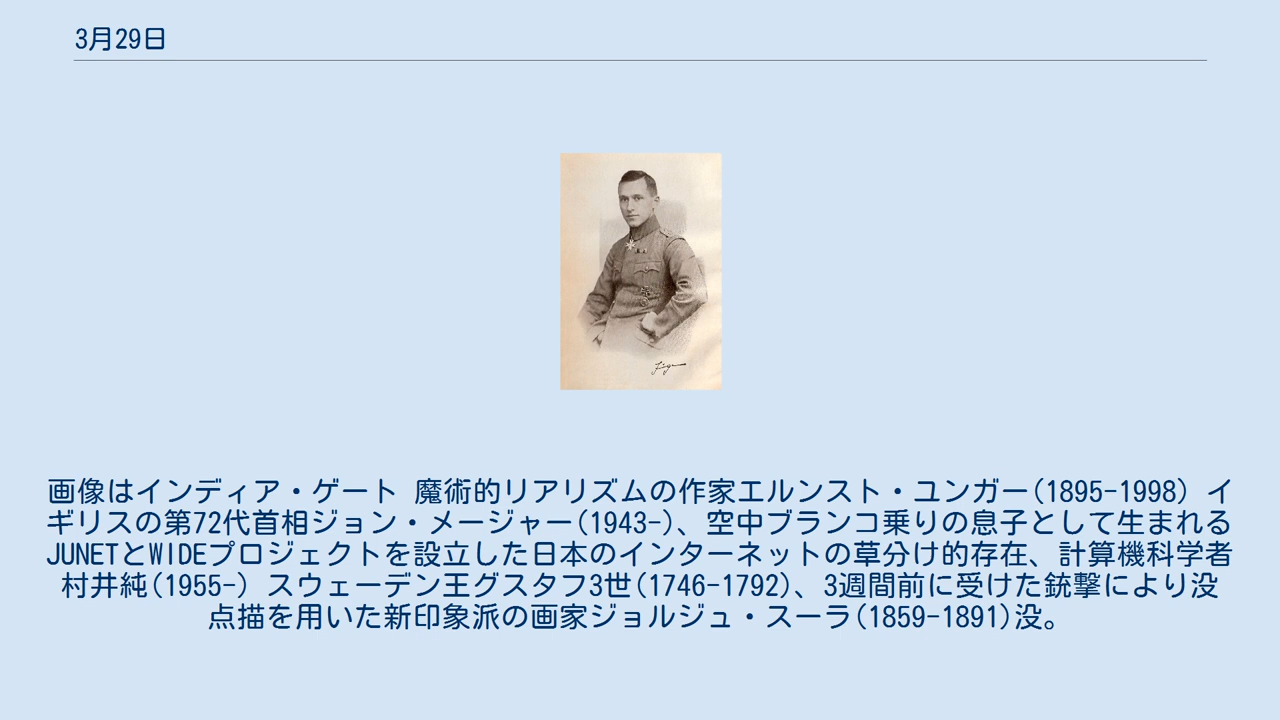 3月29日
画像はインディア・ゲート 魔術的リアリズムの作家エルンスト・ユンガー(1895-1998) イ
ギリスの第72代首相ジョン・メージャー(1943-)、空中ブランコ乗りの息子として生まれる
JUNETとWIDEプロジェクトを設立した日本のインターネットの草分け的存在、計算機科学者
村井純(1955-) スウェーデン王グスタフ3世(1746-1792)、3週間前に受けた銃撃により没
点描を用いた新印象派の画家ジョルジュ・スーラ(1859-1891)没。